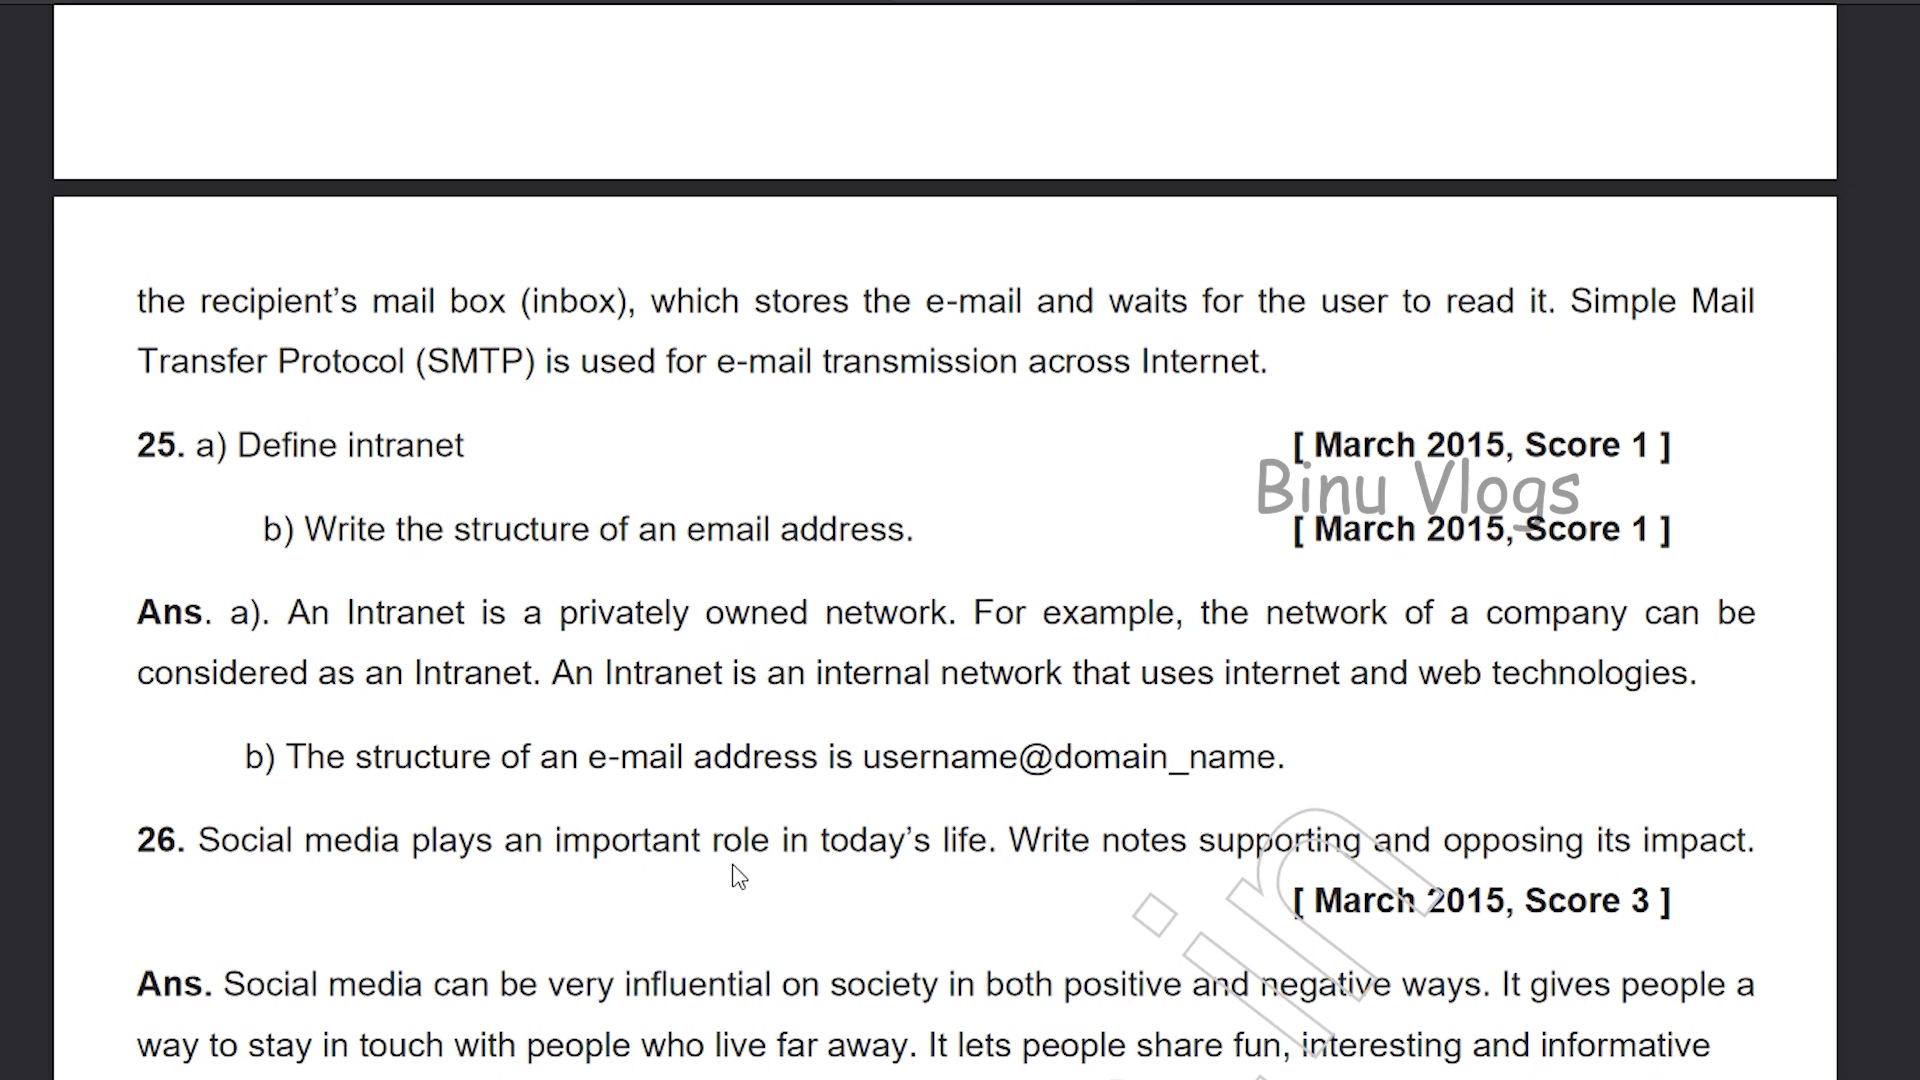 the recipient’s mail box (inbox), which stores the e-mail and waits for the user to read it. Simple Mail
Transfer Protocol (SMTP) is used for e-mail transmission across Internet.
25. a) Define intranet [ March 2015, Score 1 ]
Binu Vlogs
b) Write the structure of an email address. [ March 2015, Score 1 ]
Ans. a). An Intranet is a privately owned network. For example, the network of a company can be
considered as an Intranet. An Intranet is an internal network that uses internet and web technologies.
b) The structure of an e-mail address is username@domain_name.
26. Social media plays an important role in today’s life. Write notes supporting and opposing its impact.
[ March 2015, Score 3 ]
Ans. Social media can be very influential on society in both positive and negative ways. It gives people a
way to stay in touch with people who live far away. It lets people share fun, interesting and informative
in